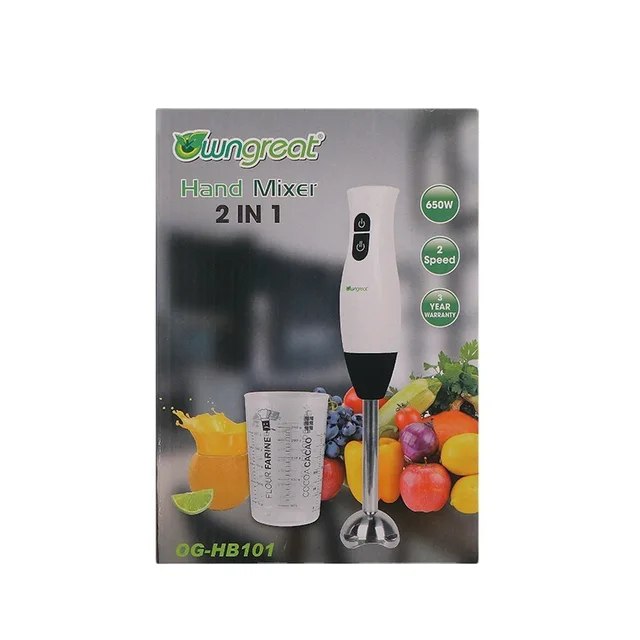 Owngreat®
Hand Mixer
2 IN 1
650W
2
Speed
3
YEAR
WARRANTY
Owngreat
FLOUR FARINE
COCOA CACAO
OG-HB101